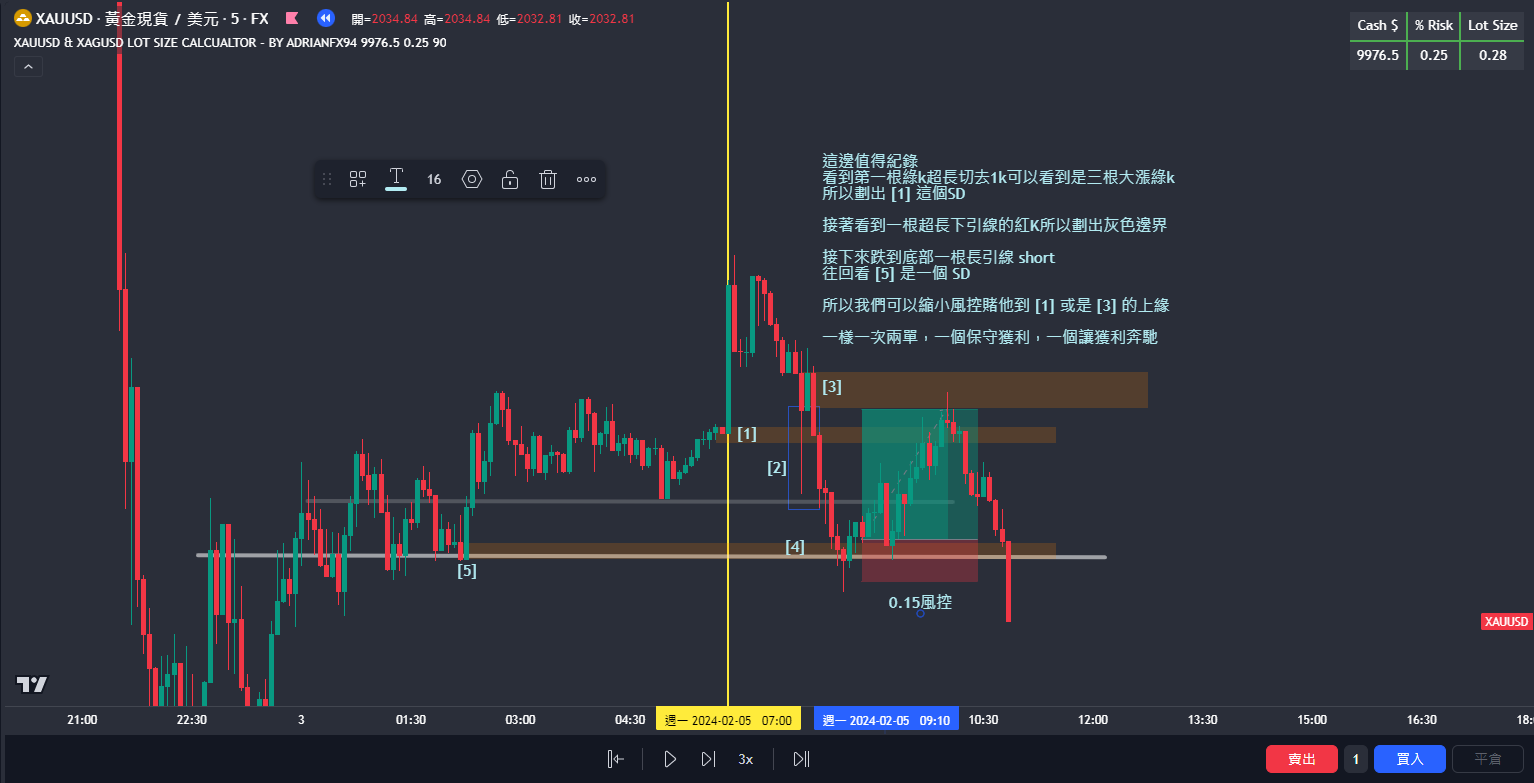 XAUUSD · 黃金現貨 / 美元 · 5 · FX 開=2034.84 高=2034.84 低=2032.81 收=2032.81
XAUUSD & XAGUSD LOT SIZE CALCUALTOR - BY ADRIANFX94 9976.5 0.25 90
Cash $ % Risk Lot Size
9976.5 0.25 0.28
16
這邊值得紀錄
看到第一根綠k超長切去1k可以看到是三根大漲綠k
所以劃出 [1] 這個SD
接著看到一根超長下引線的紅K所以劃出灰色邊界
接下來跌到底部一根長引線 short
往回看 [5] 是一個 SD
所以我們可以縮小風控賭他到 [1] 或是 [3] 的上緣
一樣一次兩單，一個保守獲利，一個讓獲利奔馳
[3]
[1]
[2]
[4]
[5]
0.15風控
XAUUSD
21:00 22:30 3 01:30 03:00 04:30 週一 2024-02-05 07:00 週一 2024-02-05 09:10 10:30 12:00 13:30 15:00 16:30 18:
3x 賣出 1 買入 平倉